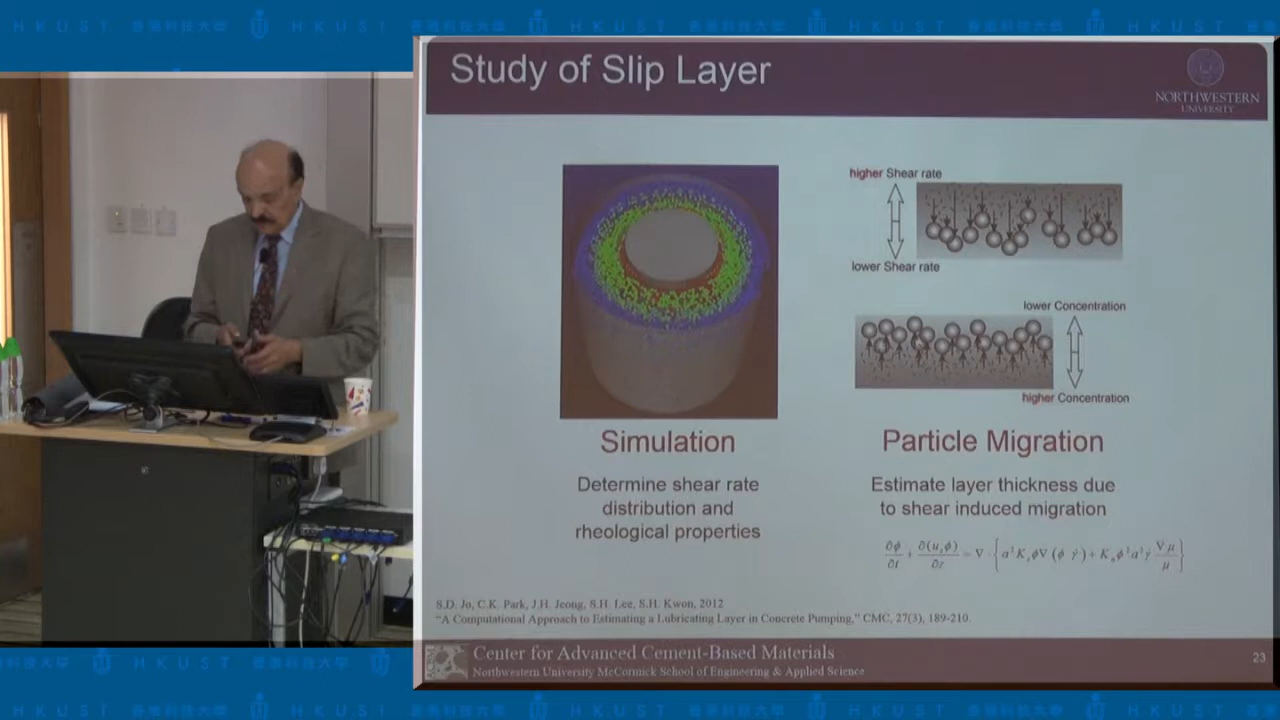 HKUST 香港科技大學 HKUST 香港科技大學 HKUST 香港科技大學 HKUST
Study of Slip Layer
NORTHWESTERN
UNIVERSITY
higher Shear rate
lower Shear rate
lower Concentration
higher Concentration
Simulation
Determine shear rate
distribution and
rheological properties
Particle Migration
Estimate layer thickness due
to shear induced migration
S.D. Jo, C.K. Park, J.H. Jeong, S.H. Lee, S.H. Kwon, 2012
"A Computational Approach to Estimating a Lubricating Layer in Concrete Pumping," CMC, 27(3), 189-210.
Center for Advanced Cement-Based Materials
Northwestern University McCormick School of Engineering & Applied Science
23
HKUST 香港科技大學
HKUST 香港科技大學 HKUST 香港科技大學 HKUST 香港科技大學 HKUST